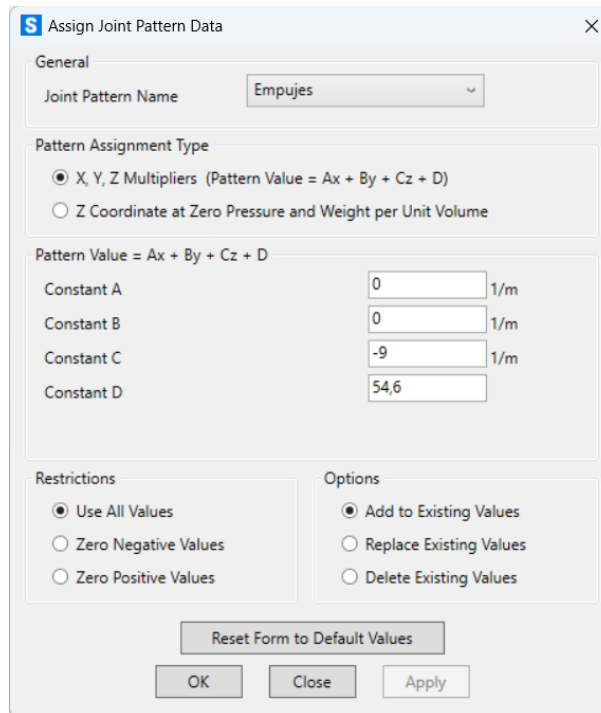 S Assign Joint Pattern Data
General
Joint Pattern Name Empujes
Pattern Assignment Type
X, Y, Z Multipliers (Pattern Value = Ax + By + Cz + D)
Z Coordinate at Zero Pressure and Weight per Unit Volume
Pattern Value = Ax + By + Cz + D
Constant A 0 1/m
Constant B 0 1/m
Constant C -9 1/m
Constant D 54,6
Restrictions
Use All Values
Zero Negative Values
Zero Positive Values
Options
Add to Existing Values
Replace Existing Values
Delete Existing Values
Reset Form to Default Values
OK Close Apply